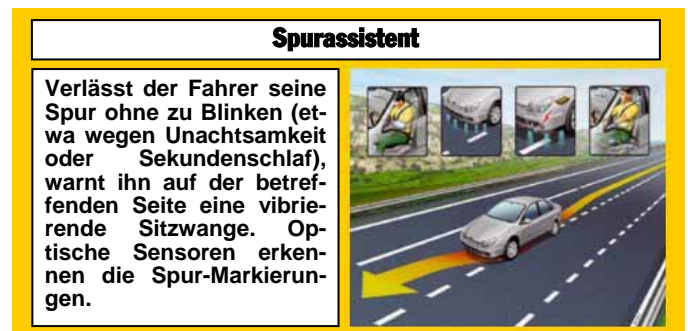 Spurassistent
Verlässt der Fahrer seine
Spur ohne zu Blinken (et-
wa wegen Unachtsamkeit
oder Sekundenschlaf),
warnt ihn auf der betref-
fenden Seite eine vibrie-
rende Sitzwange. Op-
tische Sensoren erken-
nen die Spur-Markierun-
gen.